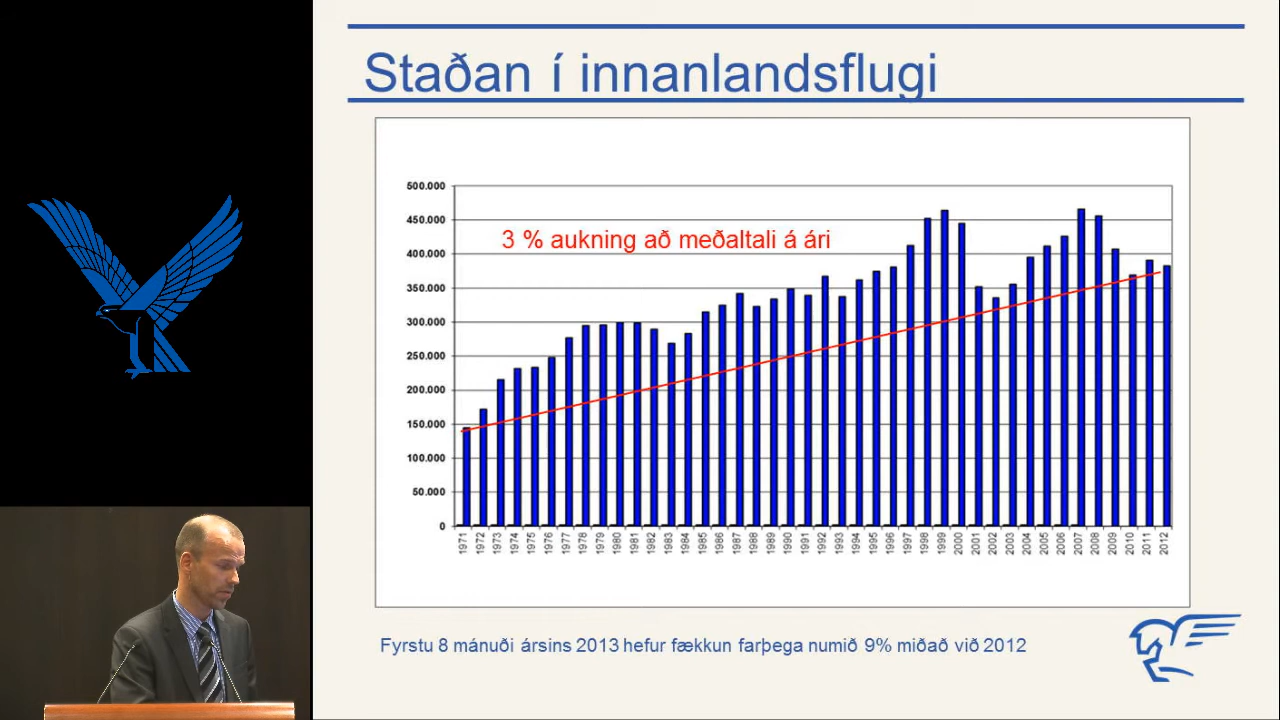 Staðan í innanlandsflugi
500.000
450.000
400.000
350.000
300.000
250.000
200.000
150.000
100.000
50.000
0
3 % aukning að meðaltali á ári
1971 1972 1973 1974 1975 1976 1977 1978 1979 1980 1981 1982 1983 1984 1985 1986 1987 1988 1989 1990 1991 1992 1993 1994 1995 1996 1997 1998 1999 2000 2001 2002 2003 2004 2005 2006 2007 2008 2009 2010 2011 2012
Fyrstu 8 mánuði ársins 2013 hefur fækkun farþega numið 9% miðað við 2012